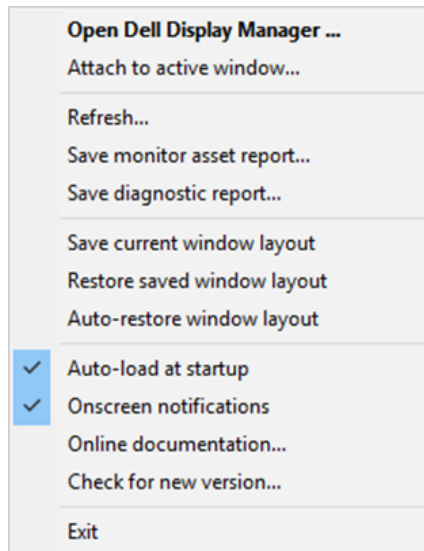 Open Dell Display Manager ...
Attach to active window...
Refresh...
Save monitor asset report...
Save diagnostic report...
Save current window layout
Restore saved window layout
Auto-restore window layout
Auto-load at startup
Onscreen notifications
Online documentation...
Check for new version...
Exit